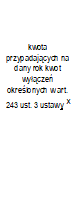 kwota
przypadających na
dany rok kwot
wyłączeń
określonych w art.
243 ust. 3 ustawy x